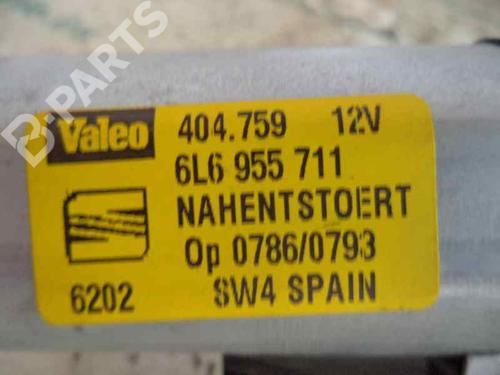 B-PARTS
Valeo 404.759 12V
6L6 955 711
NAHENTSTOERT
Op 0786/0793
6202 SW4 SPAIN